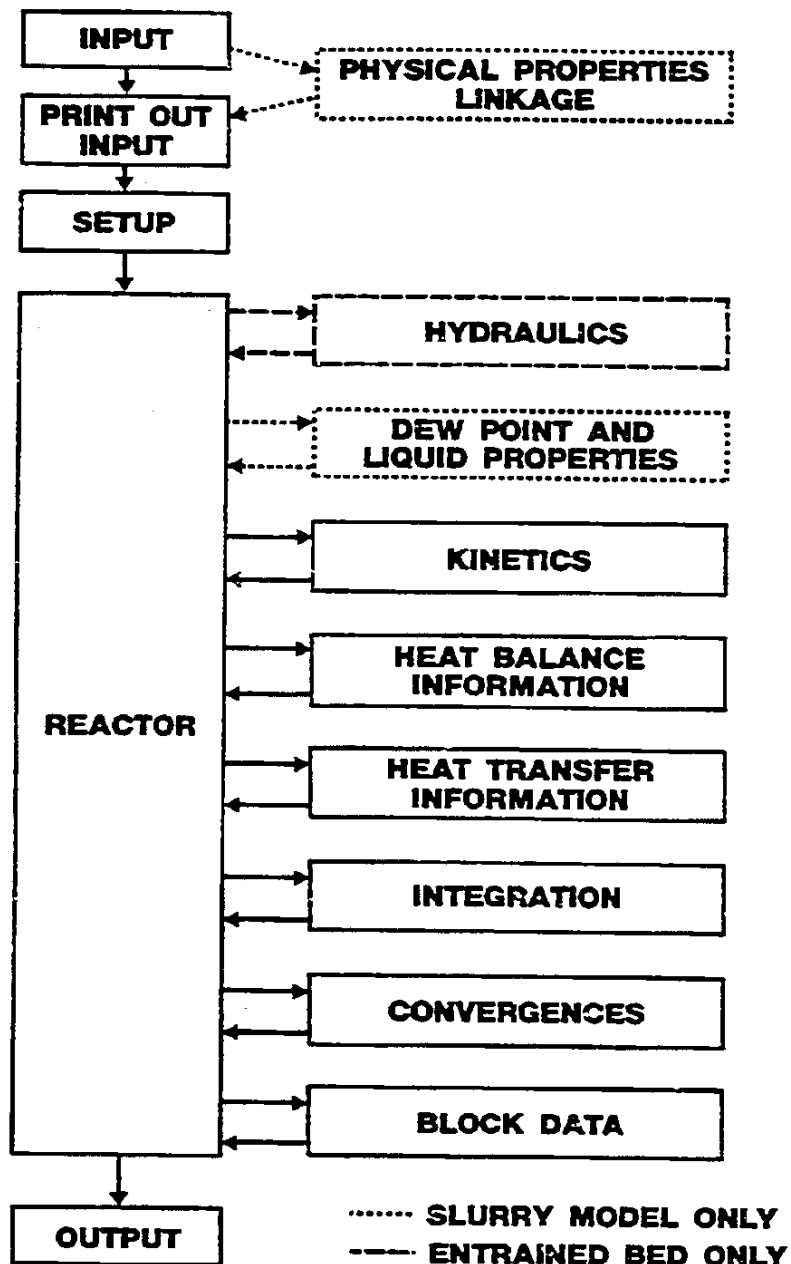 INPUT
PHYSICAL PROPERTIES
LINKAGE
PRINT OUT
INPUT
SETUP
HYDRAULICS
DEW POINT AND
LIQUID PROPERTIES
KINETICS
HEAT BALANCE
INFORMATION
REACTOR
HEAT TRANSFER
INFORMATION
INTEGRATION
CONVERGENCES
BLOCK DATA
OUTPUT
SLURRY MODEL ONLY
ENTRAINED BED ONLY